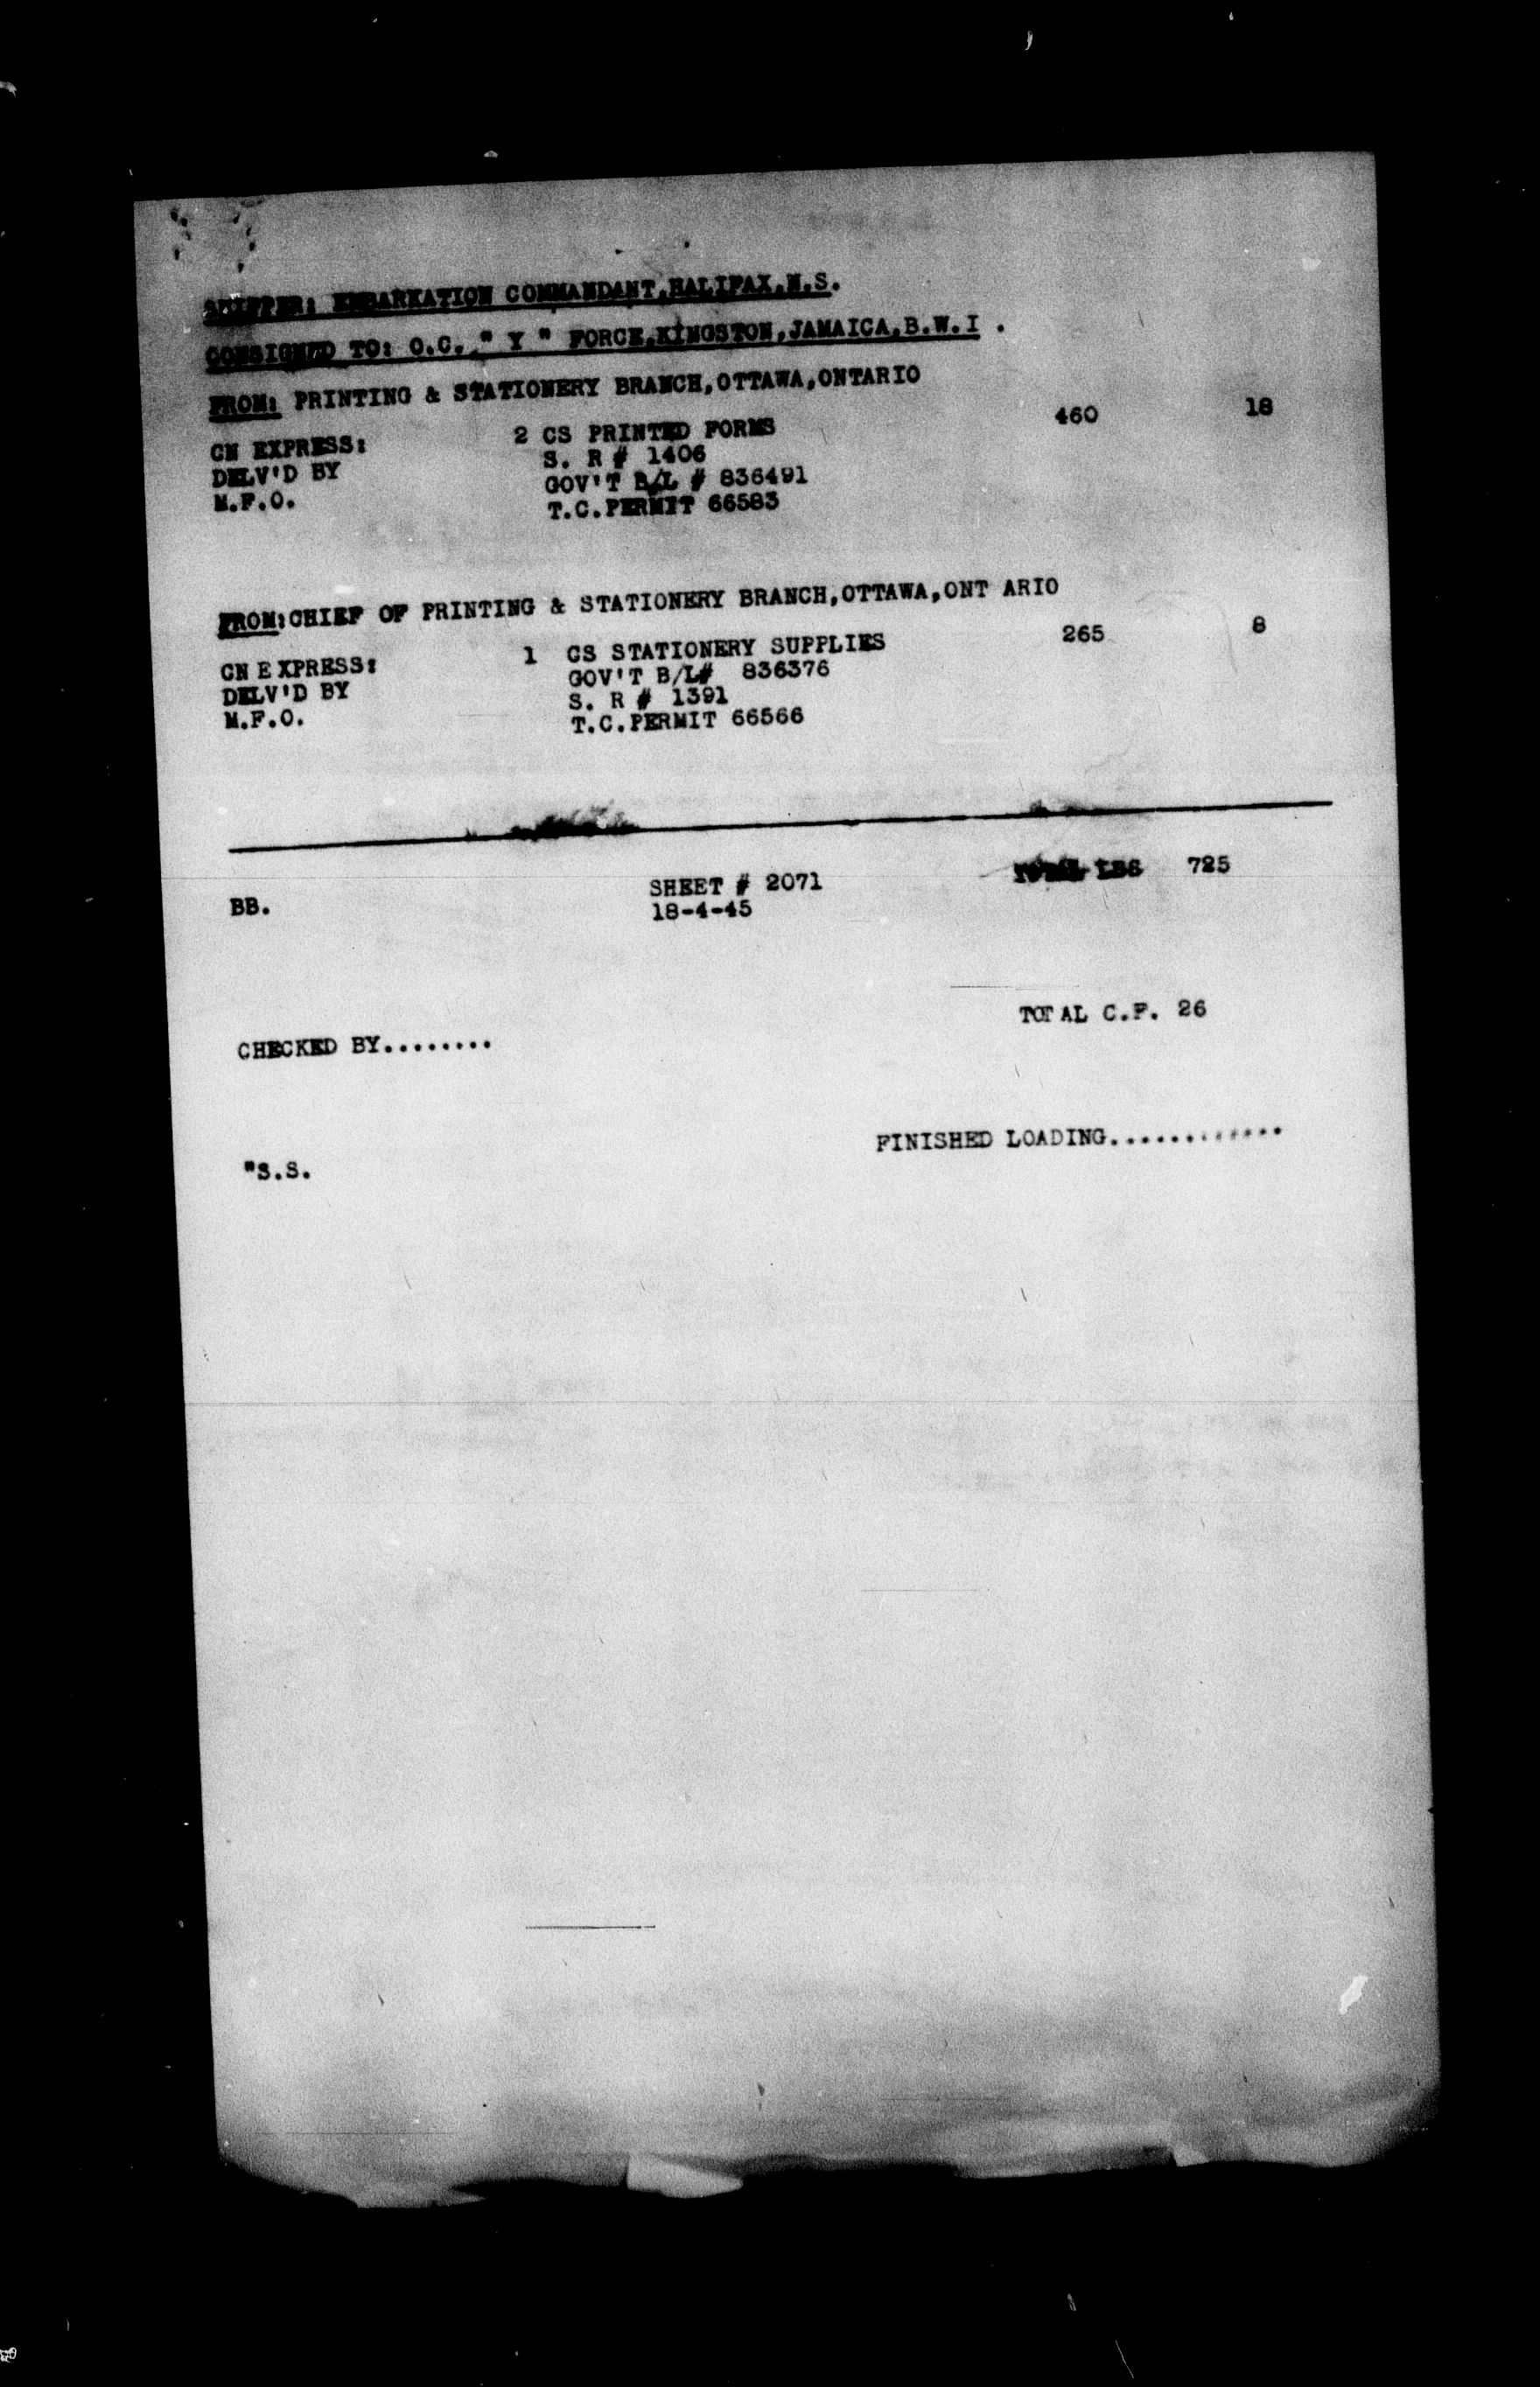 SHIPPER: EMBARKATION COMMANDANT,HALIFAX,N.S.
CONSIGNED TO: O.C. " Y " FORCE,KINGSTON,JAMAICA,B.W.I .
FROM: PRINTING & STATIONERY BRANCH,OTTAWA,ONTARIO
CN EXPRESS: 2 CS PRINTED FORMS 460 18
DELV'D BY S. R # 1406
M.F.O. GOV'T B/L # 836491
T.C.PERMIT 66583
FROM:CHIEF OF PRINTING & STATIONERY BRANCH,OTTAWA,ONT ARIO
CN E XPRESS: 1 CS STATIONERY SUPPLIES 265 8
DELV'D BY GOV'T B/L# 836376
M.F.O. S. R # 1391
T.C.PERMIT 66566
BB. SHEET # 2071 TOTAL LBS 725
18-4-45
TOT AL C.F. 26
CHECKED BY........
FINISHED LOADING.............
"S.S.